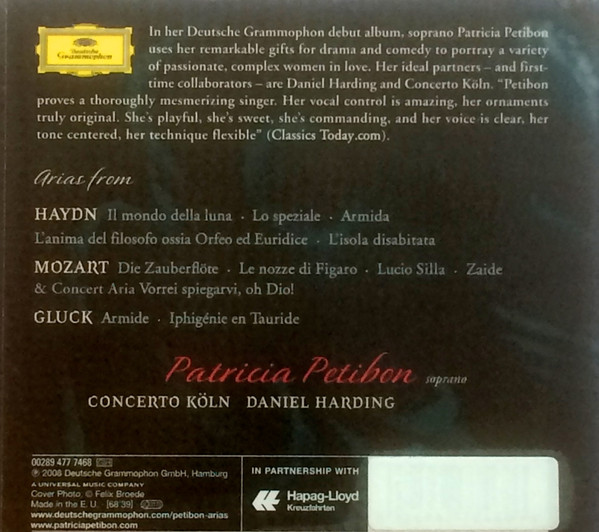 Deutsche
Grammophon
In her Deutsche Grammophon debut album, soprano Patricia Petibon
uses her remarkable gifts for drama and comedy to portray a variety
of passionate, complex women in love. Her ideal partners – and first-
time collaborators – are Daniel Harding and Concerto Köln. “Petibon
proves a thoroughly mesmerizing singer. Her vocal control is amazing, her ornaments
truly original. She's playful, she's sweet, she's commanding, and her voice is clear, her
tone centered, her technique flexible” (Classics Today.com).
Arias from
HAYDN Il mondo della luna · Lo speziale · Armida
L'anima del filosofo ossia Orfeo ed Euridice · L'isola disabitata
MOZART Die Zauberflöte · Le nozze di Figaro · Lucio Silla · Zaide
& Concert Aria Vorrei spiegarvi, oh Dio!
GLUCK Armide · Iphigénie en Tauride
Patricia Petibon soprano
CONCERTO KÖLN DANIEL HARDING
00289 477 7468
℗ 2008 Deutsche Grammophon GmbH, Hamburg
A UNIVERSAL MUSIC COMPANY
Cover Photo: © Felix Broede
Made in the E. U. [68'39]
www.deutschegrammophon.com/petibon-arias
www.patriciapetibon.com
IN PARTNERSHIP WITH
Hapag-Lloyd
Kreuzfahrten